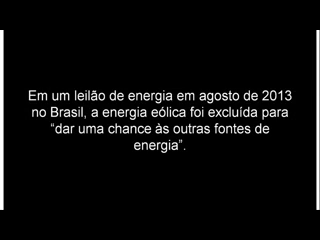 Em um leilão de energia em agosto de 2013
no Brasil, a energia eólica foi excluída para
“dar uma chance às outras fontes de
energia”.